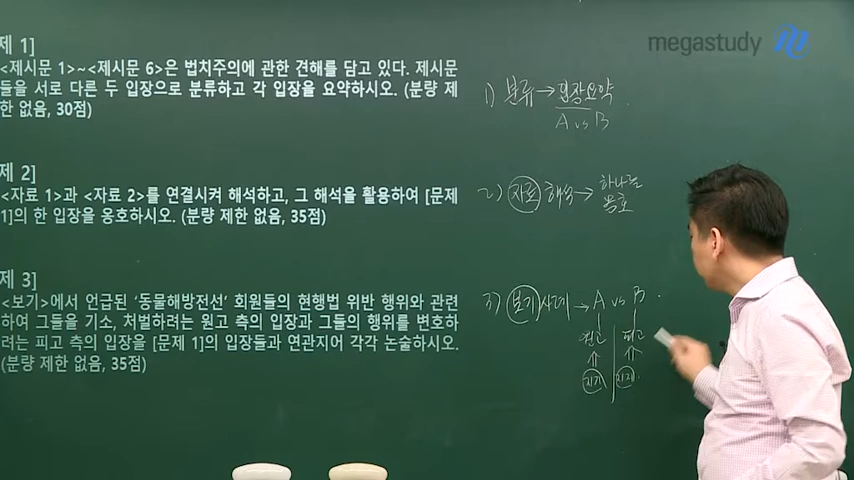 megastudy
제 1]
<제시문 1>~<제시문 6>은 법치주의에 관한 견해를 담고 있다. 제시문
들을 서로 다른 두 입장으로 분류하고 각 입장을 요약하시오. (분량 제
한 없음, 30점)
1) 분류→입장요약
A vs B
제 2]
<자료 1>과 <자료 2>를 연결시켜 해석하고, 그 해석을 활용하여 [문제
1]의 한 입장을 옹호하시오. (분량 제한 없음, 35점)
2) 자료 해석→
옹호
제 3]
<보기>에서 언급된 '동물해방전선' 회원들의 현행법 위반 행위와 관련
하여 그들을 기소, 처벌하려는 원고 측의 입장과 그들의 행위를 변호하
려는 피고 측의 입장을 [문제 1]의 입장들과 연관지어 각각 논술하시오.
(분량 제한 없음, 35점)
3) 보기 사례 → A vs B
원고 피고